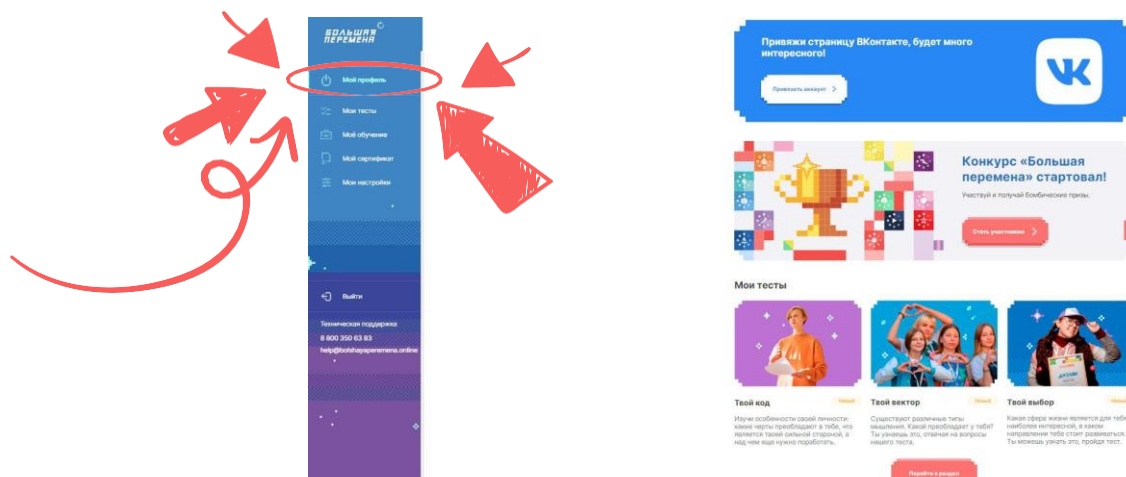 БОЛЬШАЯ
ПЕРЕМЕНА
Мой профиль
Мои тесты
Моё обучение
Мой сертификат
Мои настройки
Выйти
Техническая поддержка
8 800 350 63 83
help@bolshayaperemena.online
Привяжи страницу ВКонтакте, будет много
интересного!
Привязать аккаунт
Конкурс «Большая
перемена» стартовал!
Участвуй и получай бомбические призы.
Стать участником
Мои тесты
Твой код
Новый
Изучи особенности своей личности:
какие черты преобладают в тебе, что
является твоей сильной стороной, а
над чем еще нужно поработать.
Твой вектор
Новый
Существуют различные типы
мышления. Какой преобладает у тебя?
Ты узнаешь это, отвечая на вопросы
нашего теста.
Твой выбор
Новый
Какая сфера жизни является для тебя
наиболее интересной, в каком
направлении тебе стоит развиваться.
Ты можешь узнать это, пройдя тест.
Перейти в раздел